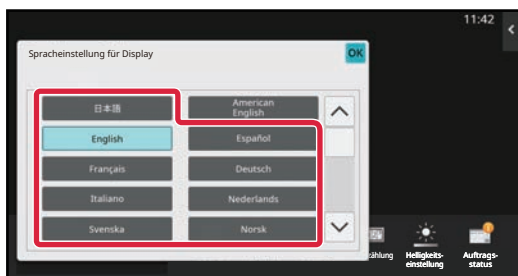 11:42
Spracheinstellung für Display
OK
日本語
American
English
English
Español
Français
Deutsch
Italiano
Nederlands
Svenska
Norsk
zählung
Helligkeits-
einstellung
Auftrags-
status